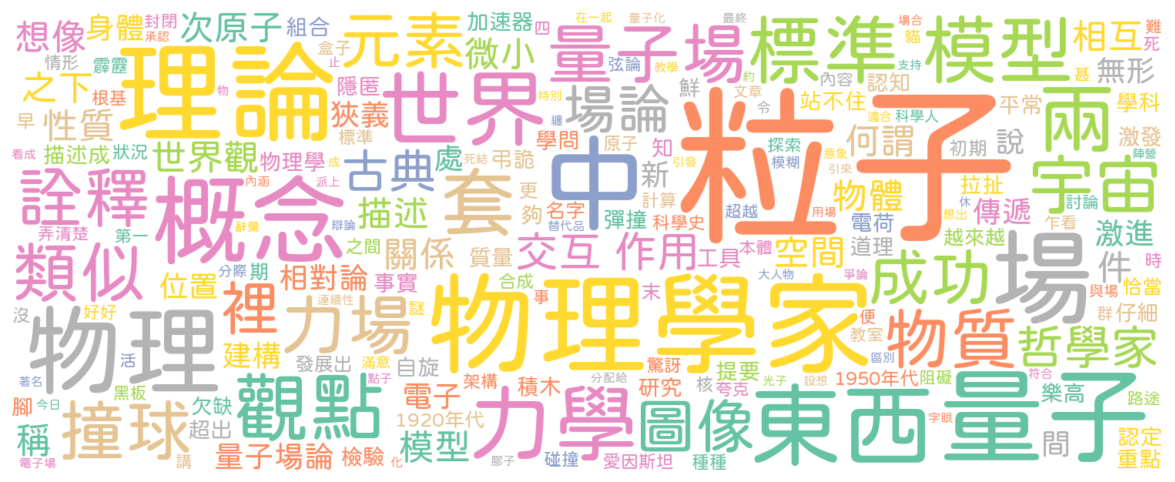 想像 身體 封閉 承認 次原子 組合 元素 加速器 四 在一起 量子化 最終 量子場 標準 模型 場合 貓 相互 難 死
情形 霹靂 理論 盒子 止 微小 弦論 教學 約 文章 內容 認知 支持 甚 無形
之下 根基 物 隱匿 世界 特別 場論 鮮 令 站不住 適合 科學人 平常 兩 學科
早 性質 狹義 標準 纏 學問 原子 知 粒子 探索 模糊 意象 引來 何謂 初期 說 激發 陣營
看成 描述成 狀況 世界觀 物理學 成 古典 處 死結 弔詭 中 引發 新 物體 拉扯 休 宇宙 討論
詮釋 概念 內涵 派上 描述 套 更 夠 計算 超越 用場 電荷 想出 傳遞 乍看
弄清楚 第一 辭彙 辯論 之間 名字 替代品 彈撞 科學史 道理 越來越 場 激進
類似 位置 分際 期 相對論 關係 質量 交互 作用 工具 本體 空間 成功 件 時
沒 好好 裡 連續性 事實 力場 謎 合成 事 末 大人物 爭論 便 與場 恰當 群 仔細
物理 活 建構 發展出 滿意 自旋 物理學家 教室 物質 哲學家
著名 黑板 觀點 點子 架構 積木 分配給 驚訝 提要 核 夸克 光子 設想 區別 1950年代 阻礙 符合 樂高 路途
腳 今日 撞球 欠缺 電子 1920年代 力學 研究 圖像 東西 字眼 量子 間
稱 電子場 講 超出 量子場論 檢驗 化 模型 膠子 碰撞 愛因斯坦 種種 認定 重點